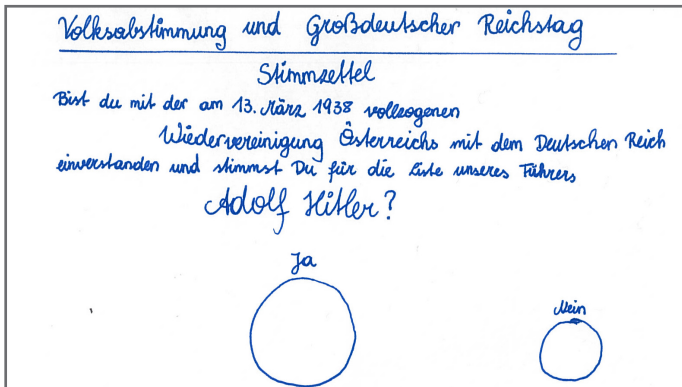 Volksabstimmung und Großdeutscher Reichstag
Stimmzettel
Bist du mit der am 13. März 1938 vollzogenen
Wiedervereinigung Österreichs mit dem Deutschen Reich
einverstanden und stimmst Du für die Liste unseres Führers
Adolf Hitler?
Ja
Nein